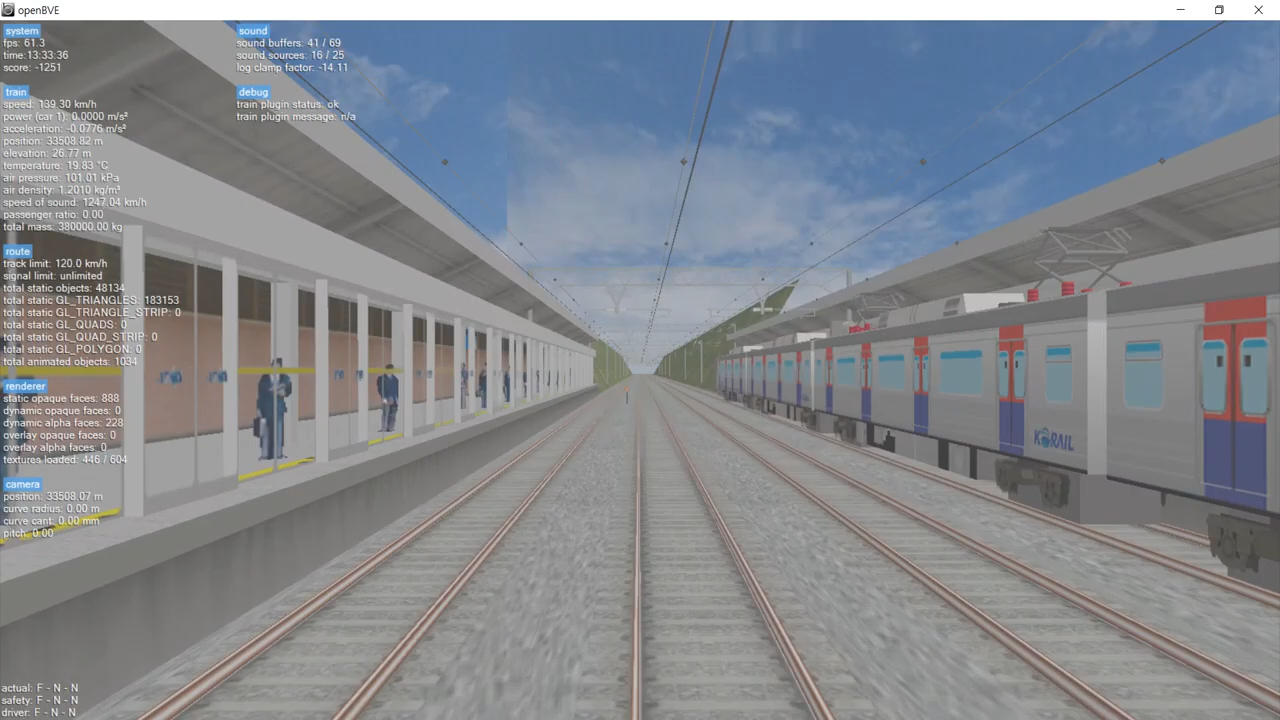 openBVE
system
fps: 61.3
time:13:33:36
score: -1251
train
speed: 139.30 km/h
power (car 1): 0.0000 m/s²
acceleration: -0.0776 m/s²
position: 33508.82 m
elevation: 26.77 m
temperature: 19.83 °C
air pressure: 101.01 kPa
air density: 1.2010 kg/m³
speed of sound: 1247.04 km/h
passenger ratio: 0.00
total mass: 380000.00 kg
route
track limit: 120.0 km/h
signal limit: unlimited
total static objects: 48134
total static GL_TRIANGLES: 183153
total static GL_TRIANGLE_STRIP: 0
total static GL_QUADS: 0
total static GL_QUAD_STRIP: 0
total static GL_POLYGON: 0
total animated objects: 1034
renderer
static opaque faces: 888
dynamic opaque faces: 0
dynamic alpha faces: 228
overlay opaque faces: 0
overlay alpha faces: 0
textures loaded: 446 / 604
camera
position: 33508.07 m
curve radius: 0.00 m
curve cant: 0.00 mm
pitch: 0.00
actual: F - N - N
safety: F - N - N
driver: F - N - N
sound
sound buffers: 41 / 69
sound sources: 16 / 25
log clamp factor: -14.11
debug
train plugin status: ok
train plugin message: n/a
KORAIL